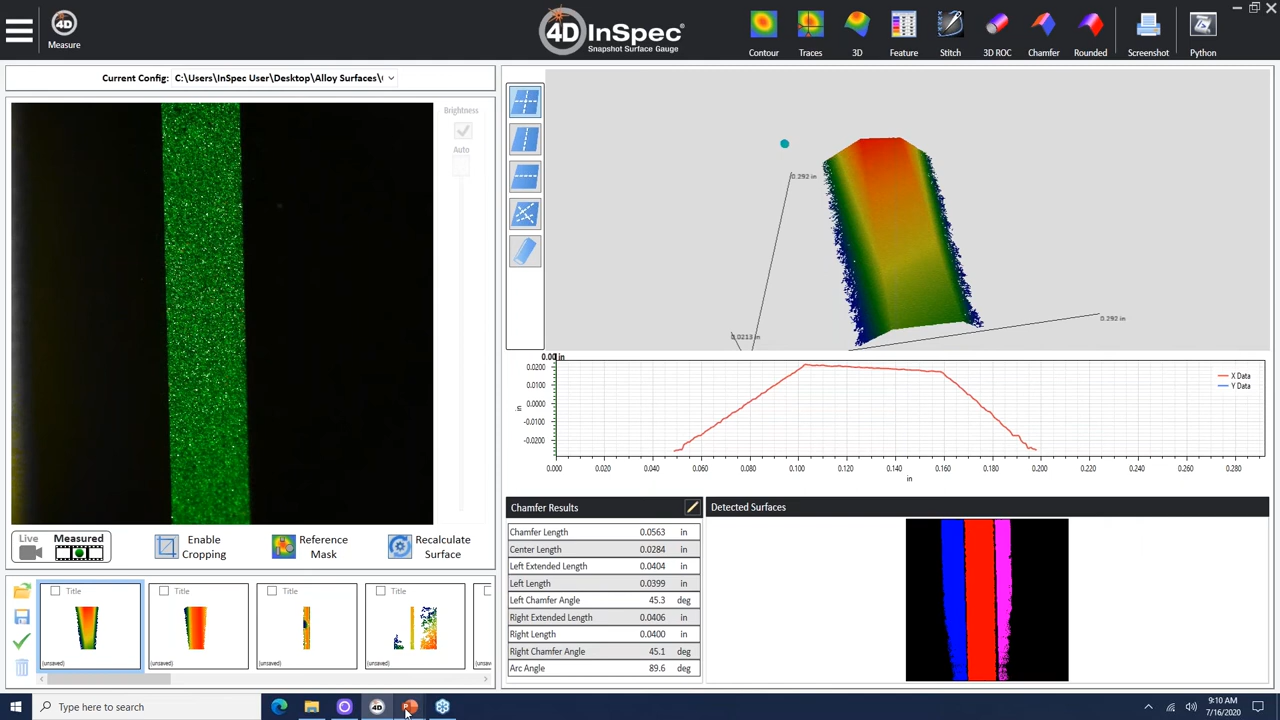 Measure
4D InSpec®
Snapshot Surface Gauge
Contour
Traces
3D
Feature
Stitch
3D ROC
Chamfer
Rounded
Screenshot
Python
Current Config: C:\Users\InSpec User\Desktop\Alloy Surfaces\
Brightness
Auto
0.292 in
0.0213 in
0.292 in
0.020 0.040 0.060 0.080 0.100 0.120 0.140 0.160 0.180 0.200 0.220 0.240 0.260 0.280
0.000
0.0200
0.0100
0.0000
-0.0100
-0.0200
in
in
X Data
Y Data
Live
Measured
Enable Cropping
Reference Mask
Recalculate Surface
Chamfer Results
Chamfer Length 0.0563 in
Center Length 0.0284 in
Left Extended Length 0.0404 in
Left Length 0.0399 in
Left Chamfer Angle 45.3 deg
Right Extended Length 0.0406 in
Right Length 0.0400 in
Right Chamfer Angle 45.1 deg
Arc Angle 89.6 deg
Detected Surfaces
Title
(unsaved)
Title
(unsaved)
Title
(unsaved)
Title
(unsaved)
Type here to search
9:10 AM
7/16/2020